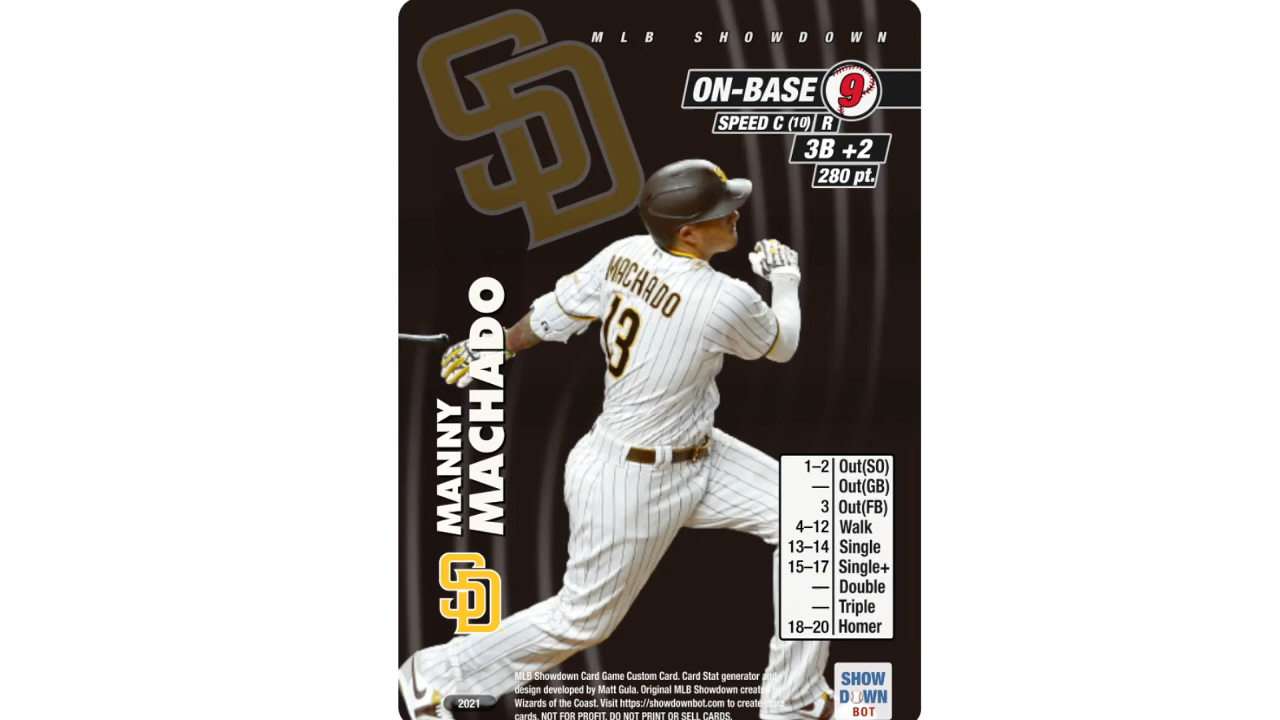 MLB SHOWDOWN
ON-BASE 9
SPEED C (10) R
3B +2
280 pt.
SD
MACHADO
13
MANNY
MACHADO
SD
1–2 Out(SO)
— Out(GB)
3 Out(FB)
4–12 Walk
13–14 Single
15–17 Single+
— Double
— Triple
18–20 Homer
2021
MLB Showdown Card Game Custom Card. Card Stat generator and
design developed by Matt Gula. Original MLB Showdown created
Wizards of the Coast. Visit https://showdownbot.com to create more
cards. NOT FOR PROFIT. DO NOT PRINT OR SELL CARDS.
SHOW
DOWN
BOT